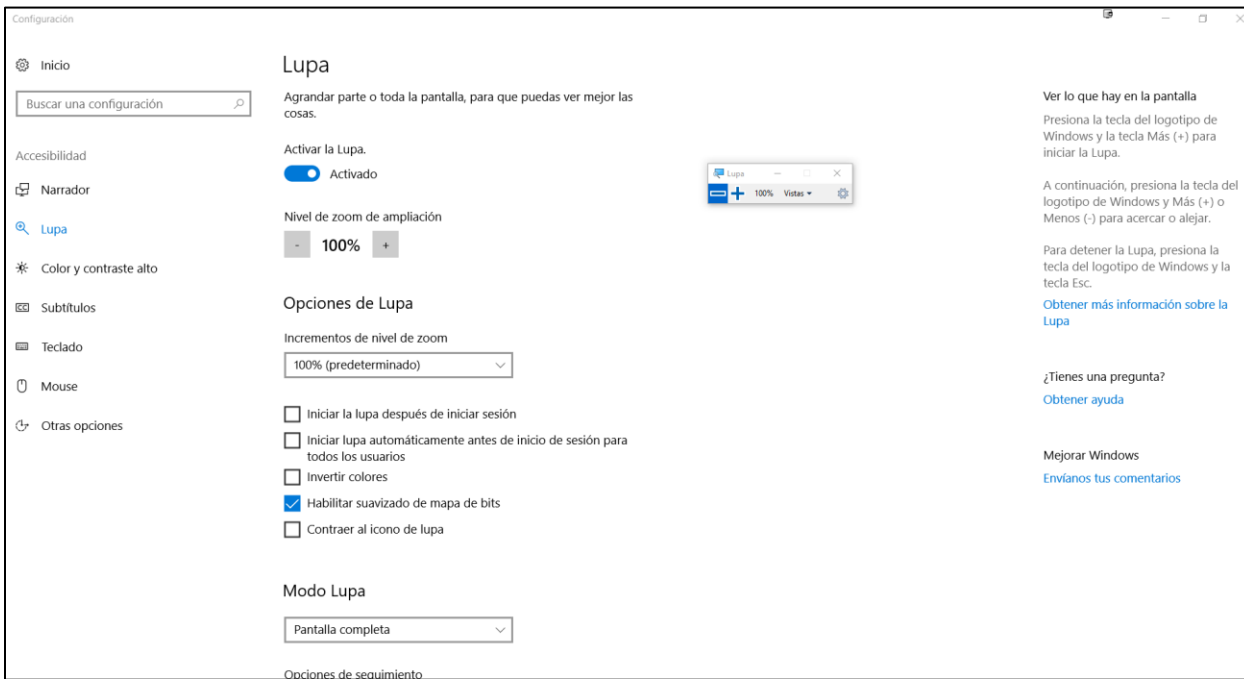 Configuración
Inicio
Buscar una configuración
Accesibilidad
Narrador
Lupa
Color y contraste alto
Subtítulos
Teclado
Mouse
Otras opciones
Lupa
Agrandar parte o toda la pantalla, para que puedas ver mejor las
cosas.
Activar la Lupa.
Activado
Nivel de zoom de ampliación
- 100% +
Opciones de Lupa
Incrementos de nivel de zoom
100% (predeterminado)
Iniciar la lupa después de iniciar sesión
Iniciar lupa automáticamente antes de inicio de sesión para
todos los usuarios
Invertir colores
Habilitar suavizado de mapa de bits
Contraer al icono de lupa
Modo Lupa
Pantalla completa
Opciones de seguimiento
Lupa
100% Vistas
Ver lo que hay en la pantalla
Presiona la tecla del logotipo de
Windows y la tecla Más (+) para
iniciar la Lupa.
A continuación, presiona la tecla del
logotipo de Windows y Más (+) o
Menos (-) para acercar o alejar.
Para detener la Lupa, presiona la
tecla del logotipo de Windows y la
tecla Esc.
Obtener más información sobre la
Lupa
¿Tienes una pregunta?
Obtener ayuda
Mejorar Windows
Envíanos tus comentarios